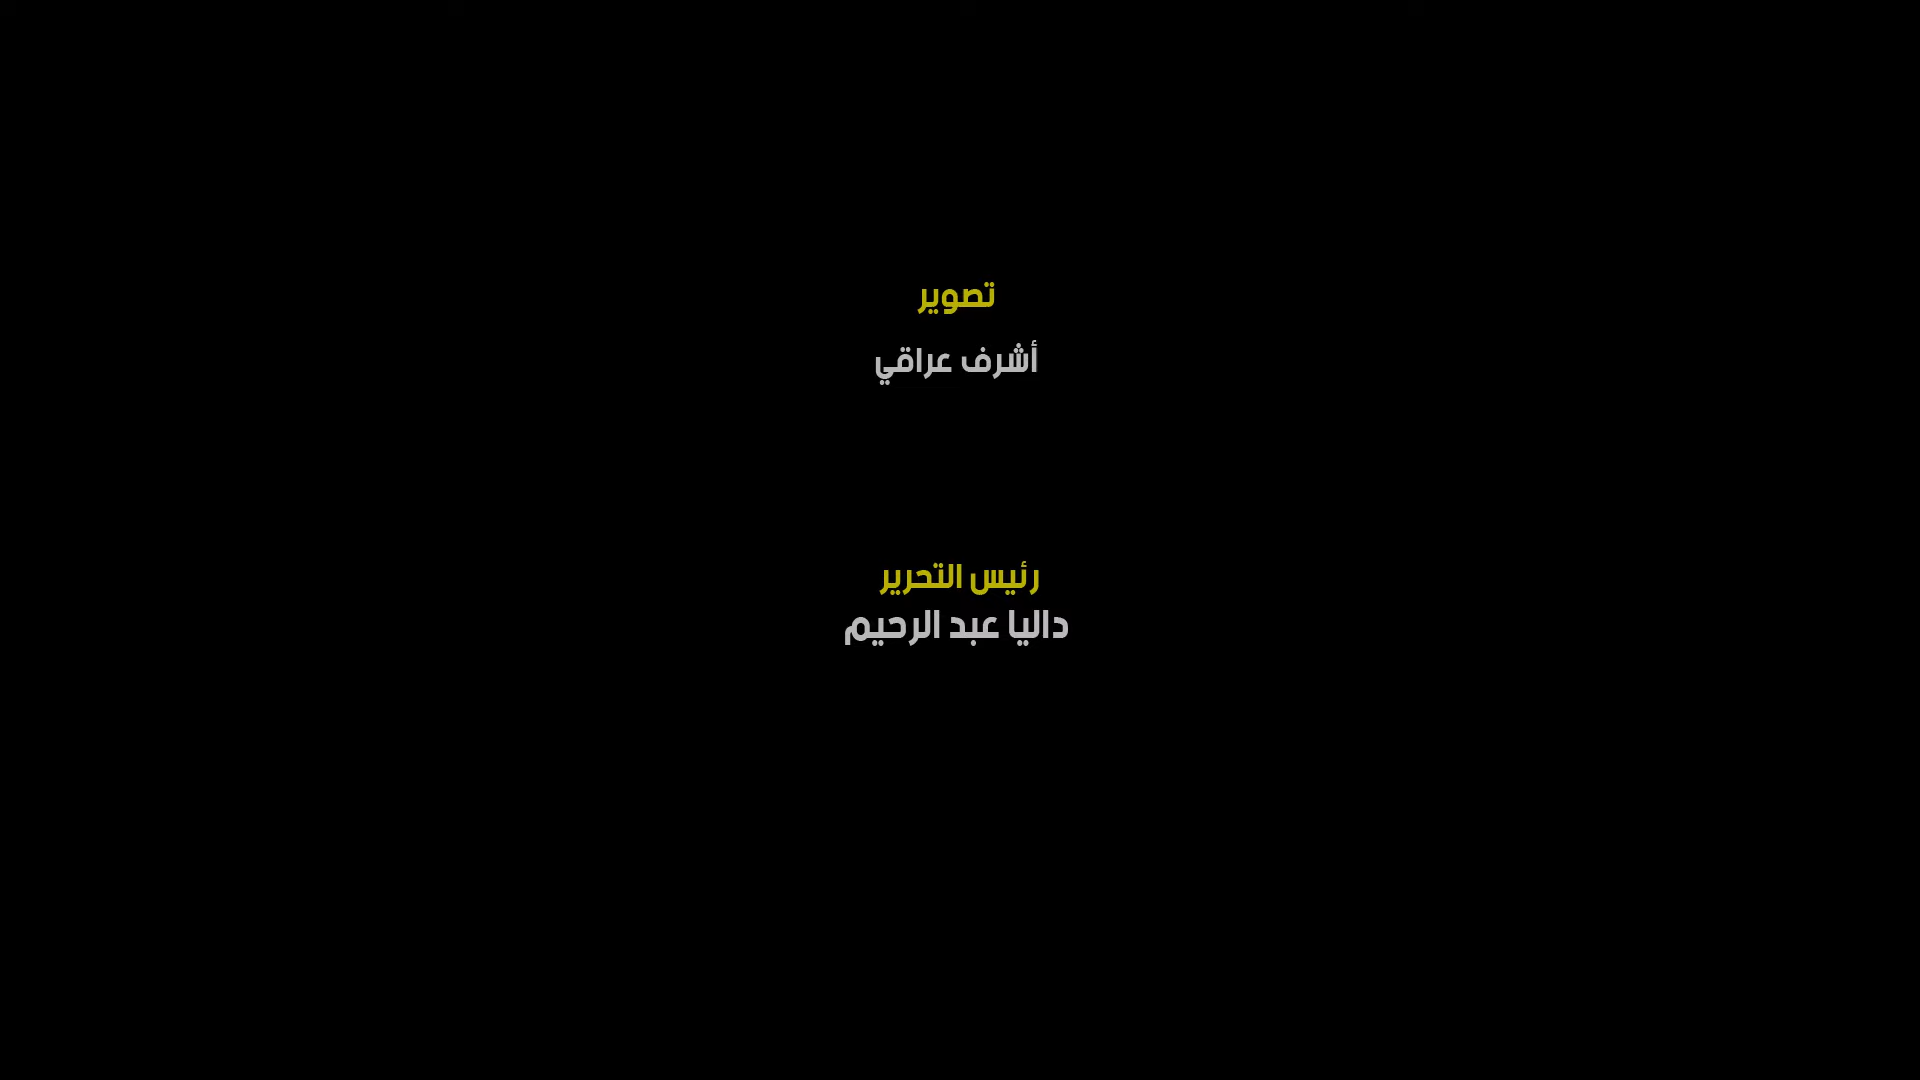 تصوير
أشرف عراقي
رئيس التحرير
داليا عبد الرحيم